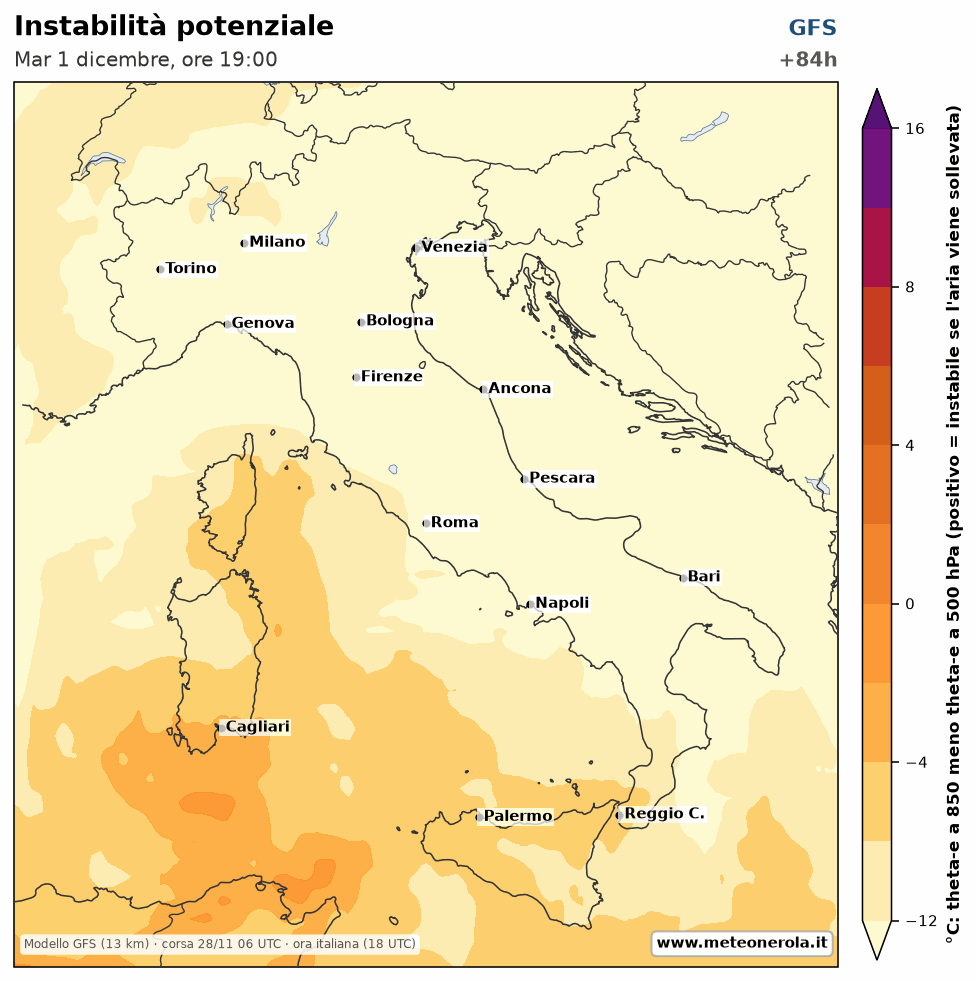 Instabilità potenziale
GFS
Mar 1 dicembre, ore 19:00
+84h
Milano
Venezia
Torino
Genova
Bologna
Firenze
Ancona
Pescara
Roma
Bari
Napoli
Cagliari
Palermo
Reggio C.
16
8
4
0
−4
−12
°C: theta-e a 850 meno theta-e a 500 hPa (positivo = instabile se l'aria viene sollevata)
Modello GFS (13 km) · corsa 28/11 06 UTC · ora italiana (18 UTC)
www.meteonerola.it